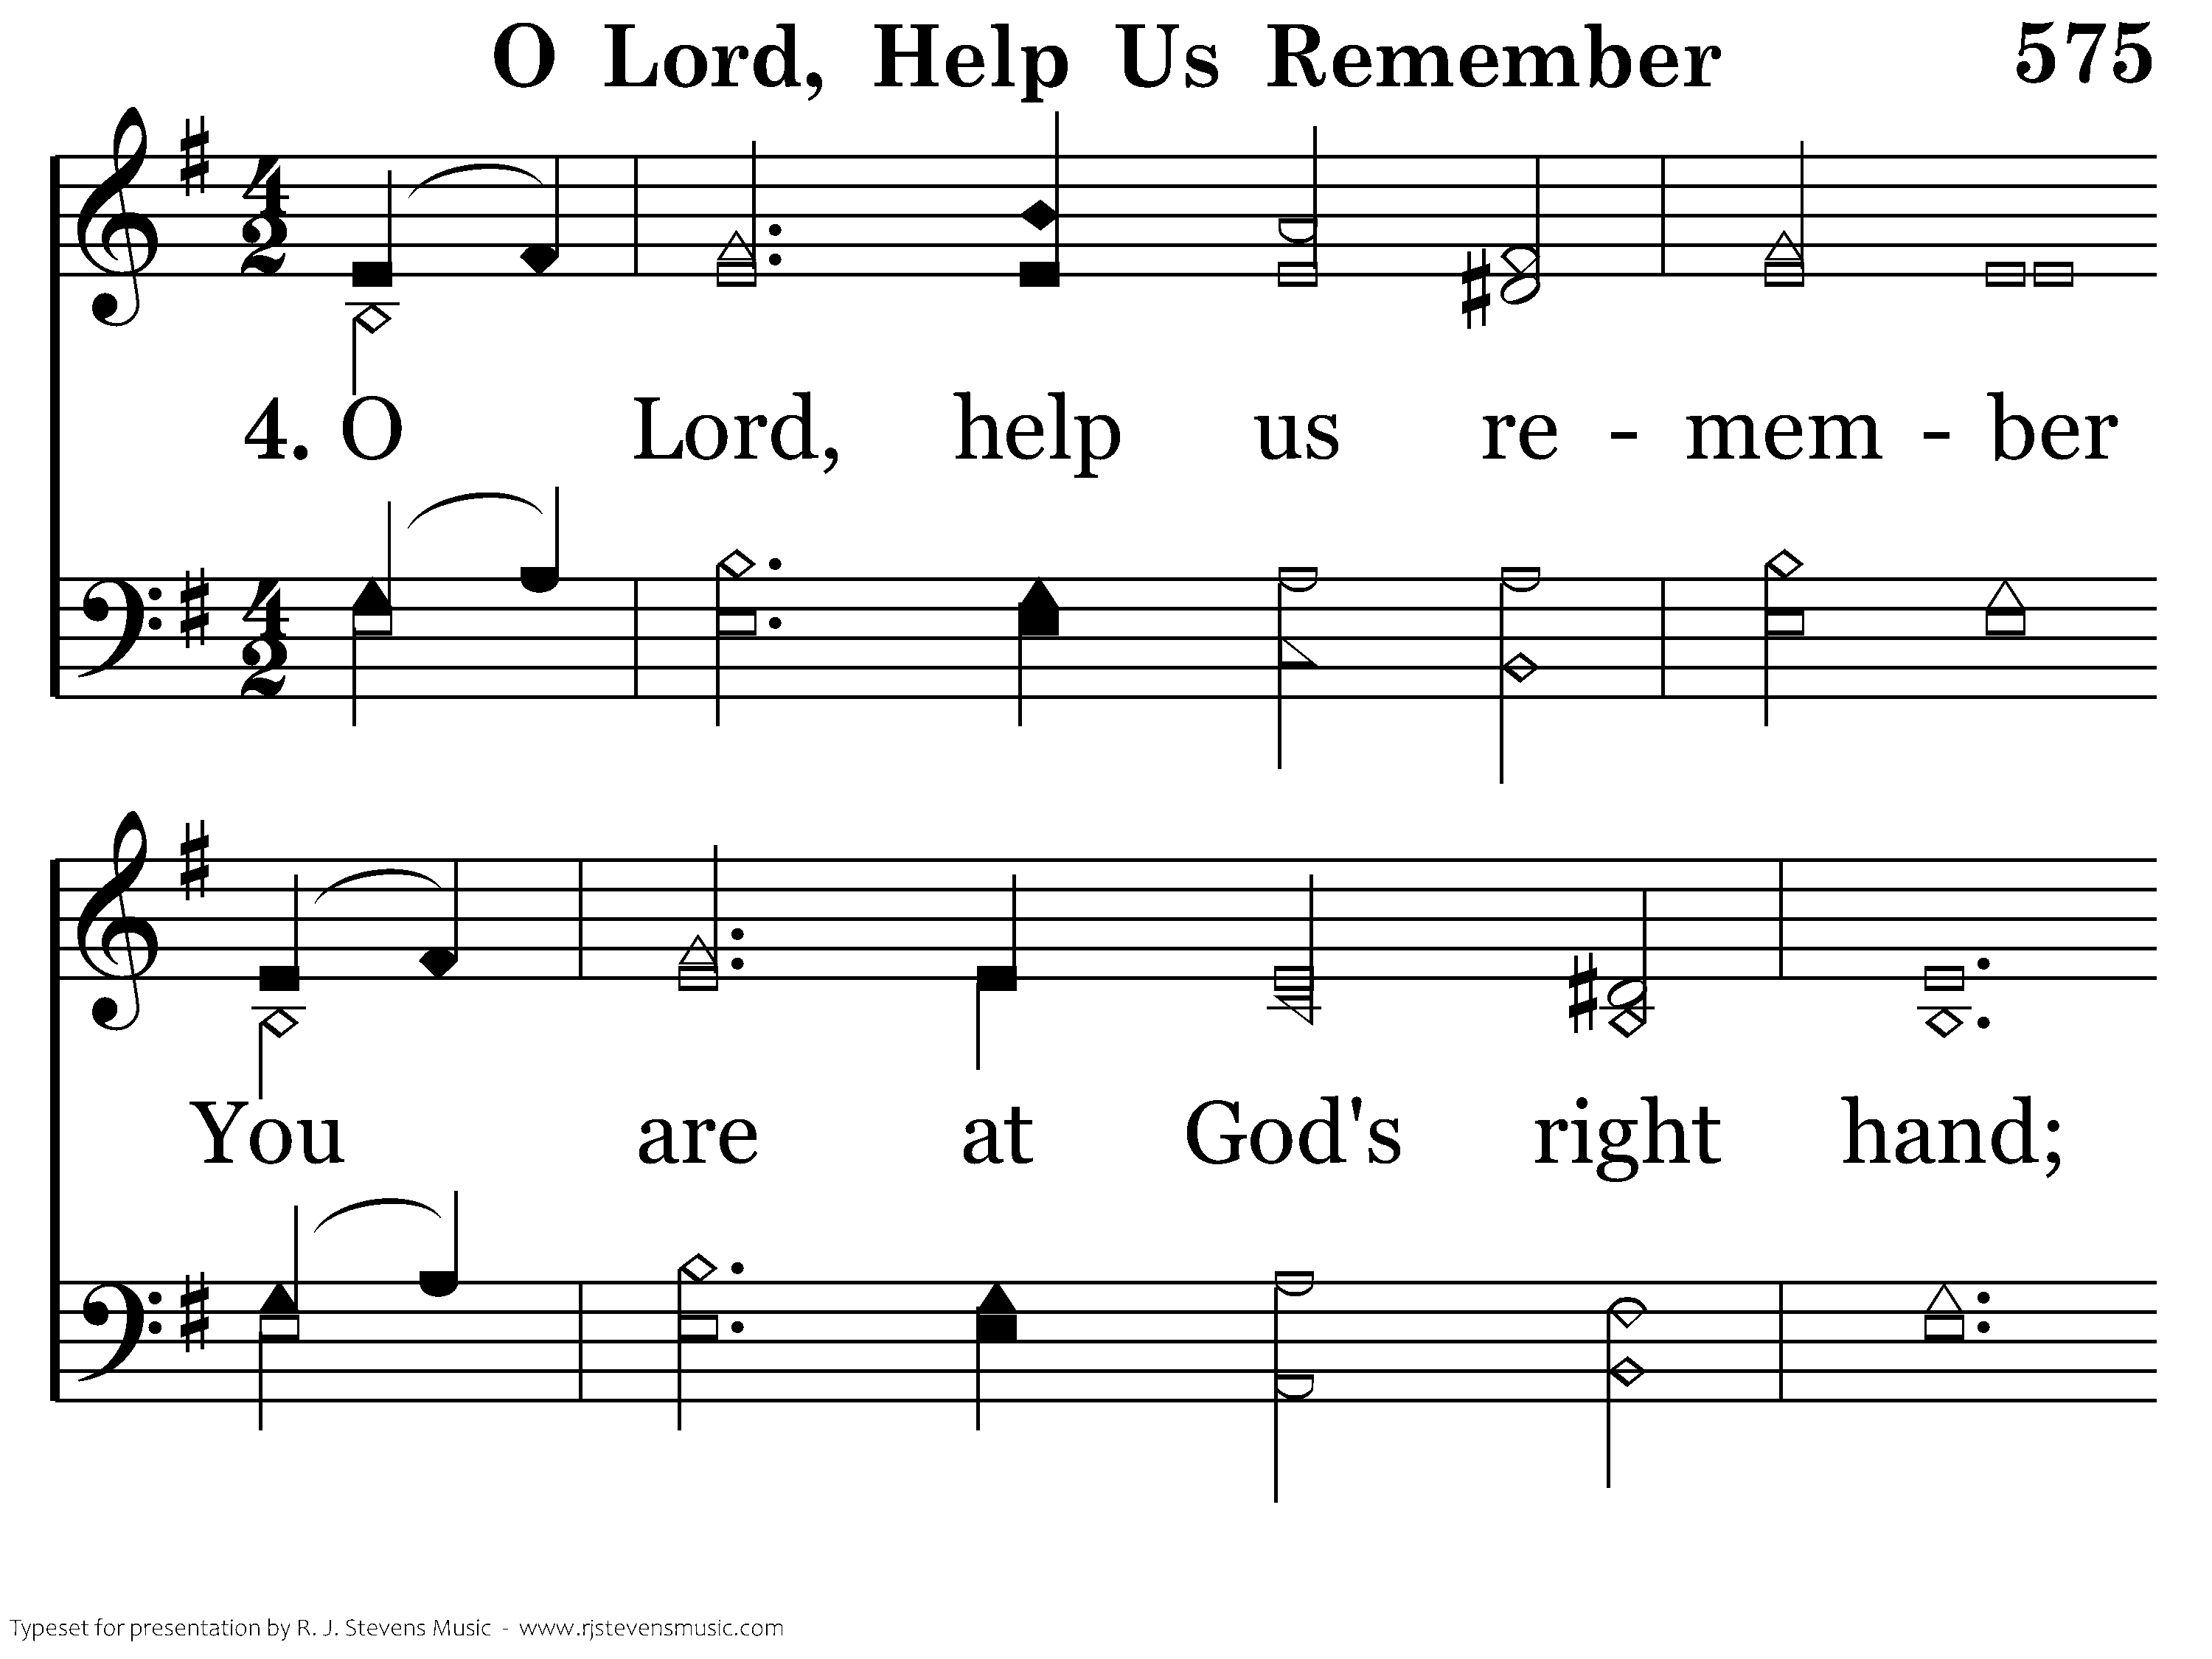 O Lord, Help Us Remember 575
4. O Lord, help us re - mem - ber
You are at God's right hand;
Typeset for presentation by R. J. Stevens Music - www.rjstevensmusic.com